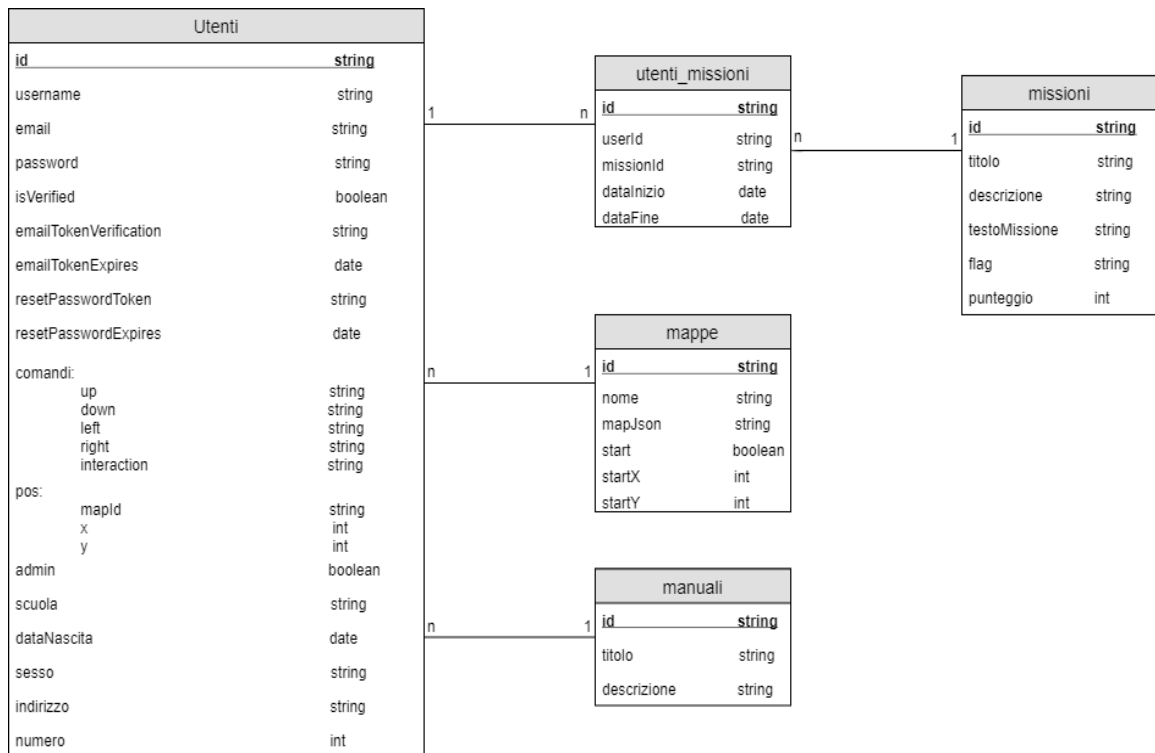 Utenti
id string
username string
email string
password string
isVerified boolean
emailTokenVerification string
emailTokenExpires date
resetPasswordToken string
resetPasswordExpires date
comandi:
up string
down string
left string
right string
interaction string
pos:
mapId string
x int
y int
admin boolean
scuola string
dataNascita date
sesso string
indirizzo string
numero int
1 n
utenti_missioni
id string
userId string
missionId string
dataInizio date
dataFine date
n 1
missioni
id string
titolo string
descrizione string
testoMissione string
flag string
punteggio int
n 1
mappe
id string
nome string
mapJson string
start boolean
startX int
startY int
n 1
manuali
id string
titolo string
descrizione string